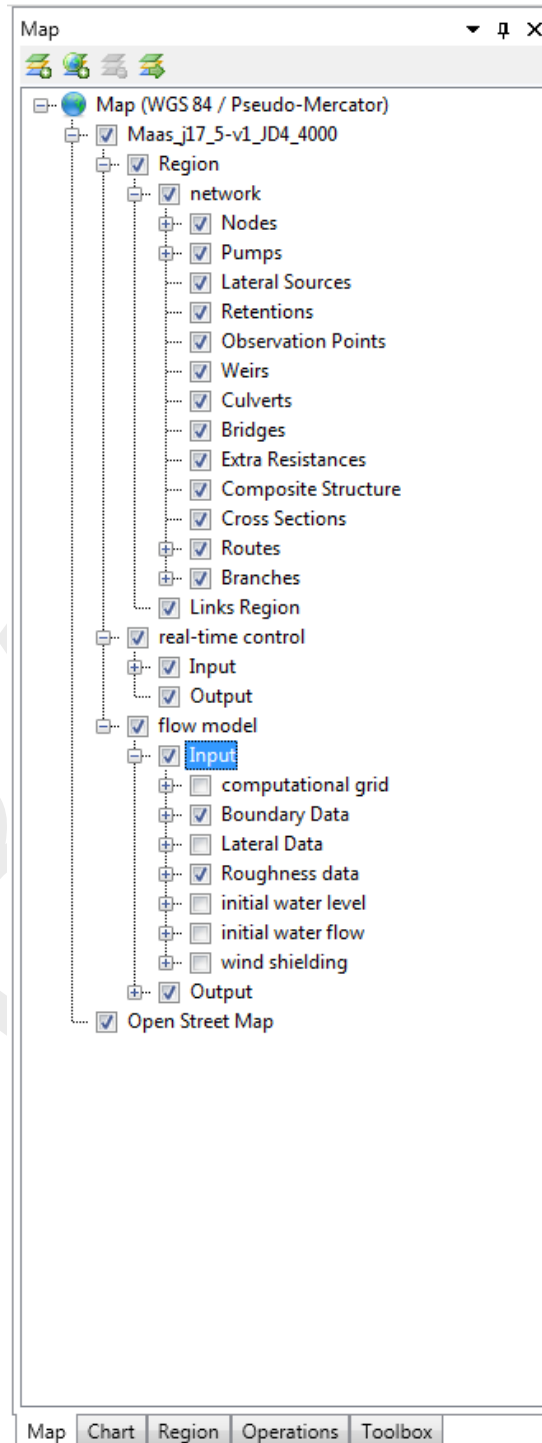 Map
Map (WGS 84 / Pseudo-Mercator)
Maas_j17_5-v1_JD4_4000
Region
network
Nodes
Pumps
Lateral Sources
Retentions
Observation Points
Weirs
Culverts
Bridges
Extra Resistances
Composite Structure
Cross Sections
Routes
Branches
Links Region
real-time control
Input
Output
flow model
Input
computational grid
Boundary Data
Lateral Data
Roughness data
initial water level
initial water flow
wind shielding
Output
Open Street Map
Map Chart Region Operations Toolbox